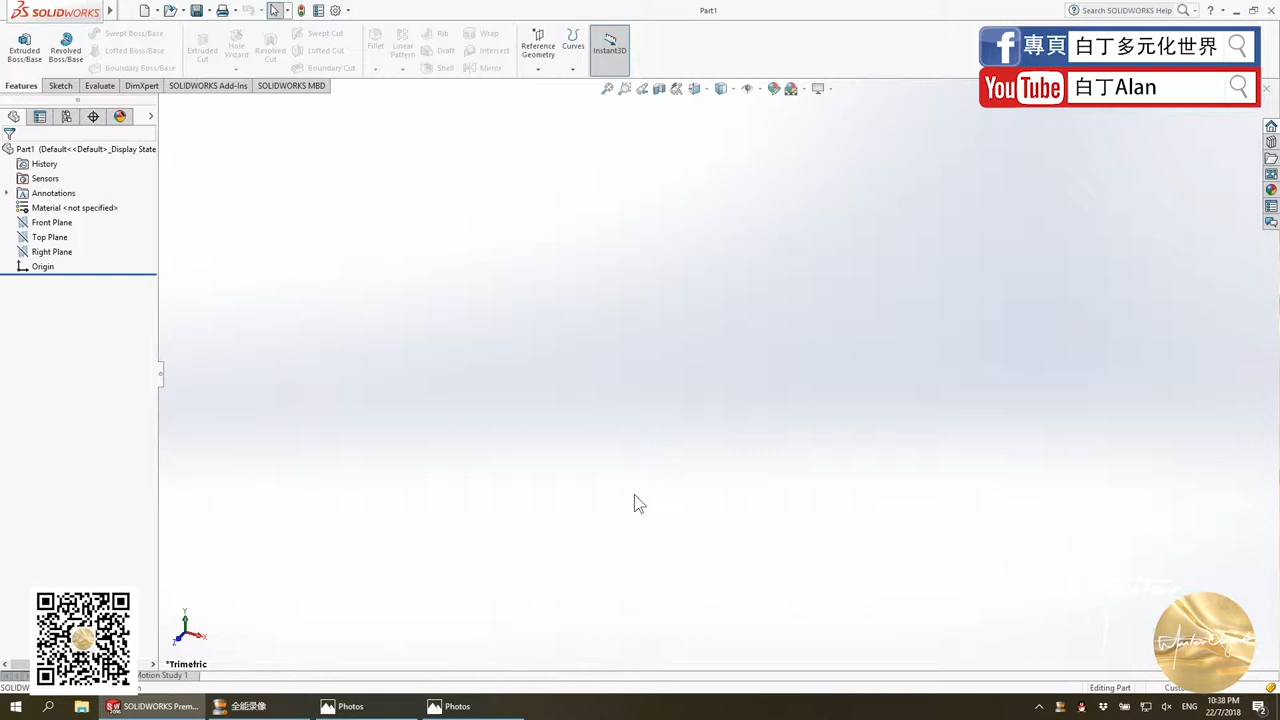 SOLIDWORKS
Part1
Search SOLIDWORKS Help
Extruded Boss/Base
Revolved Boss/Base
Swept Boss/Base
Lofted Boss/Base
Boundary Boss/Base
Extruded Cut
Hole Wizard
Revolved Cut
Swept Cut
Lofted Cut
Boundary Cut
Fillet
Linear Pattern
Rib
Draft
Shell
Wrap
Intersect
Mirror
Reference Geometry
Curves
Instant3D
f 專頁 白丁多元化世界
YouTube 白丁Alan
Features Sketch Evaluate DimXpert SOLIDWORKS Add-Ins SOLIDWORKS MBD
Part1 (Default<<Default>_Display State
History
Sensors
Annotations
Material <not specified>
Front Plane
Top Plane
Right Plane
Origin
Y
Z X
*Trimetric
Motion Study 1
Editing Part
SOLIDWORKS Prem...
全能录像
Photos
Photos
ENG
10:38 PM
22/7/2018
2